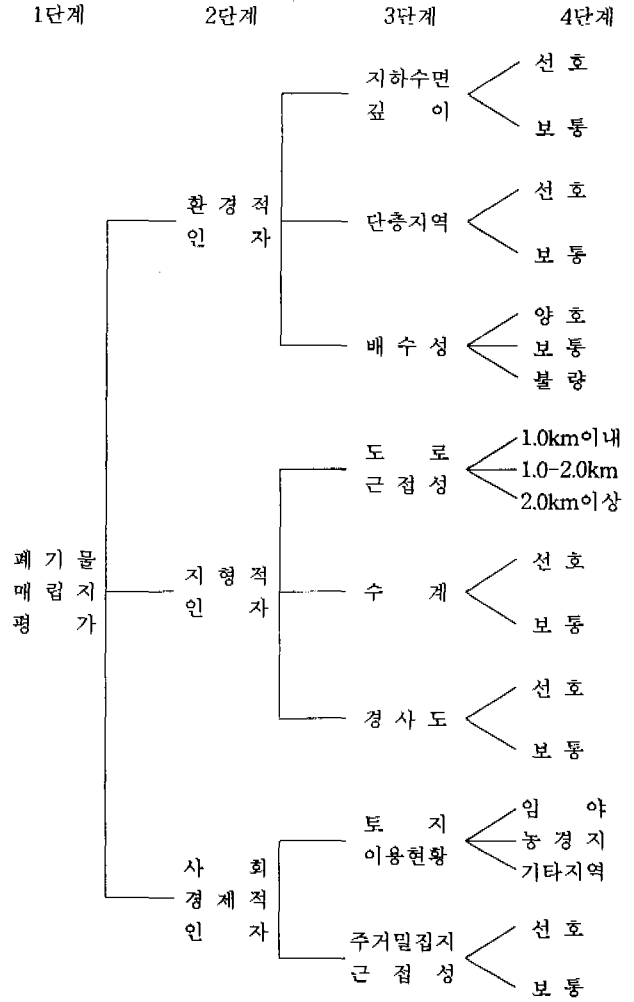 1단계 2단계 3단계 4단계
지하수면
깊 이
선 호
보 통
환 경 적
인 자
단층지역
선 호
보 통
배 수 성
양 호
보 통
불 량
도 로
근 접 성
1.0km이내
1.0-2.0km
2.0km이상
폐 기 물
매 립 지
평 가
지 형 적
인 자
수 계
선 호
보 통
경 사 도
선 호
보 통
토 지
이용현황
임 야
농 경 지
기타지역
사 회
경 제 적
인 자
주거밀집지
근 접 성
선 호
보 통